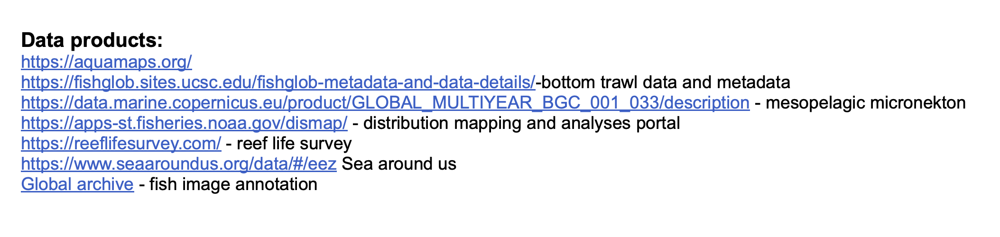 Data products:
https://aquamaps.org/
https://fishglob.sites.ucsc.edu/fishglob-metadata-and-data-details/-bottom trawl data and metadata
https://data.marine.copernicus.eu/product/GLOBAL_MULTIYEAR_BGC_001_033/description - mesopelagic micronekton
https://apps-st.fisheries.noaa.gov/dismap/ - distribution mapping and analyses portal
https://reeflifesurvey.com/ - reef life survey
https://www.seaaroundus.org/data/#/eez Sea around us
Global archive - fish image annotation